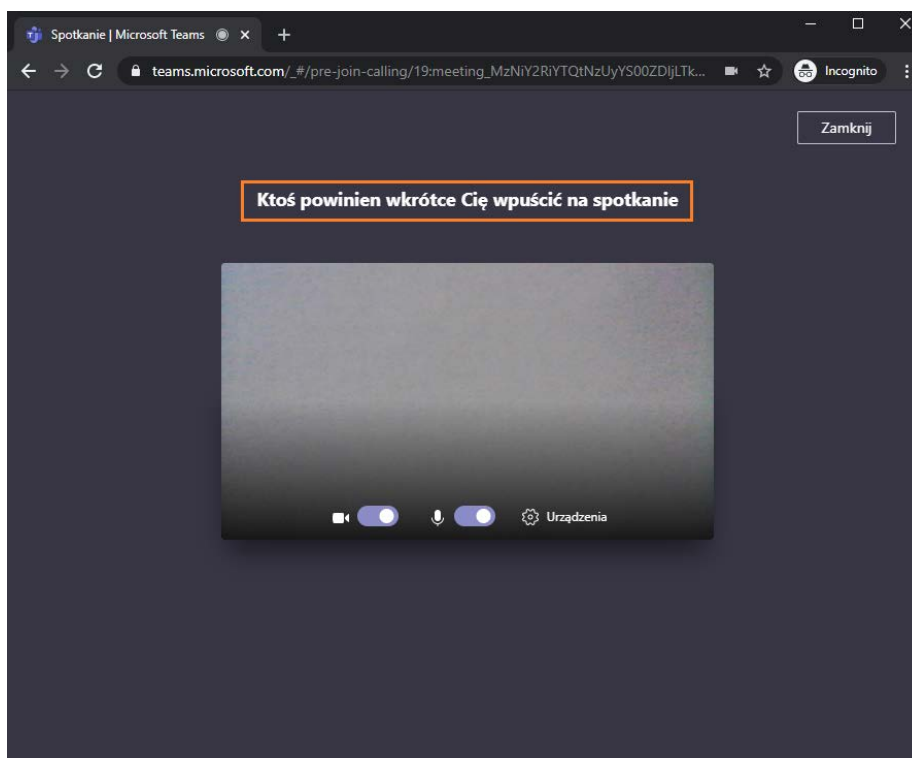 Spotkanie | Microsoft Teams
teams.microsoft.com/_#/pre-join-calling/19:meeting_MzNiY2RiYTQtNzUyYS00ZDljLTk...
Incognito
Zamknij
Ktoś powinien wkrótce Cię wpuścić na spotkanie
Urządzenia